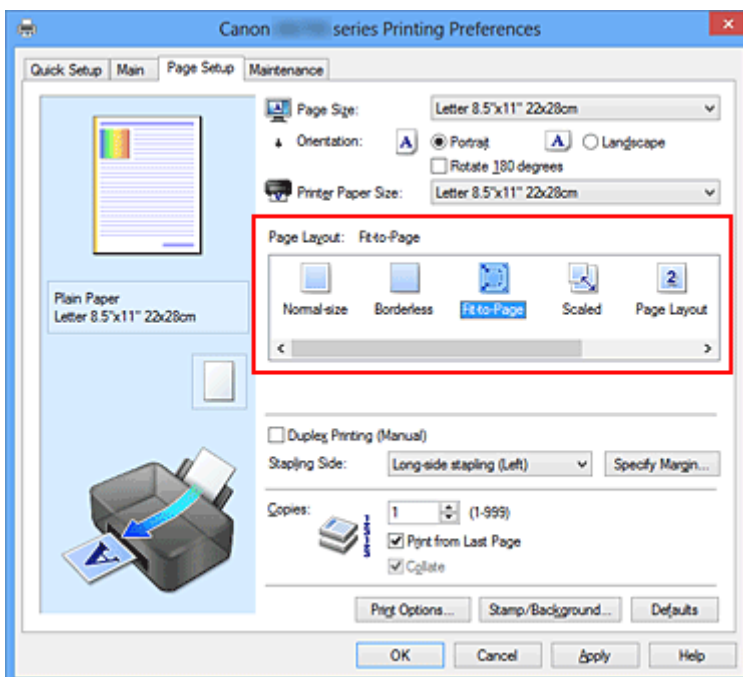 Canon series Printing Preferences
Quick Setup Main Page Setup Maintenance
Page Size: Letter 8.5"x11" 22x28cm
Orientation: A Portrait A Landscape
Rotate 180 degrees
Printer Paper Size: Letter 8.5"x11" 22x28cm
Page Layout: Fit-to-Page
Normal-size Borderless Fit-to-Page Scaled 2 Page Layout
Plain Paper
Letter 8.5"x11" 22x28cm
Duplex Printing (Manual)
Stapling Side: Long-side stapling (Left) Specify Margin...
Copies: 1 (1-999)
Print from Last Page
Collate
A
Print Options... Stamp/Background... Defaults
OK Cancel Apply Help